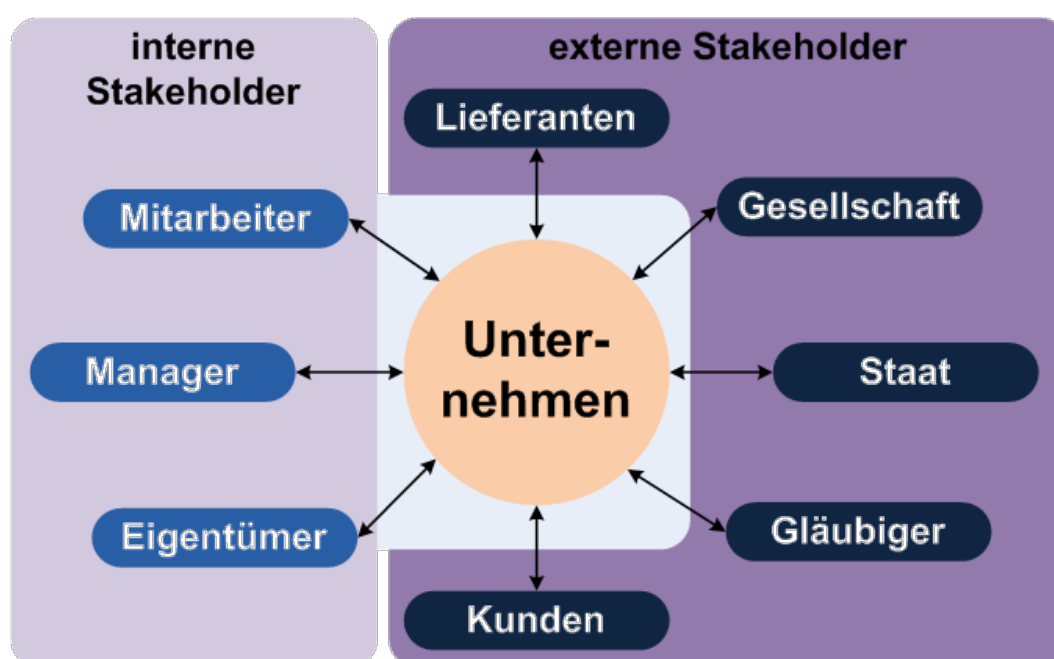 interne
Stakeholder
externe Stakeholder
Lieferanten
Mitarbeiter
Gesellschaft
Unter-
nehmen
Manager
Staat
Eigentümer
Gläubiger
Kunden